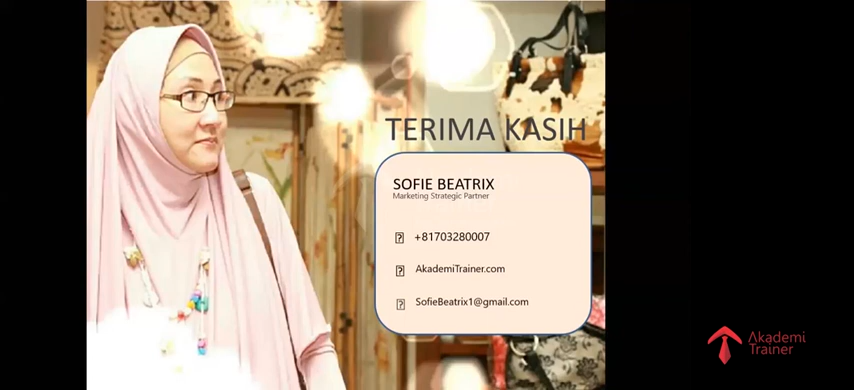 TERIMA KASIH
SOFIE BEATRIX
Marketing Strategic Partner
+81703280007
AkademiTrainer.com
SofieBeatrix1@gmail.com
Akademi
Trainer